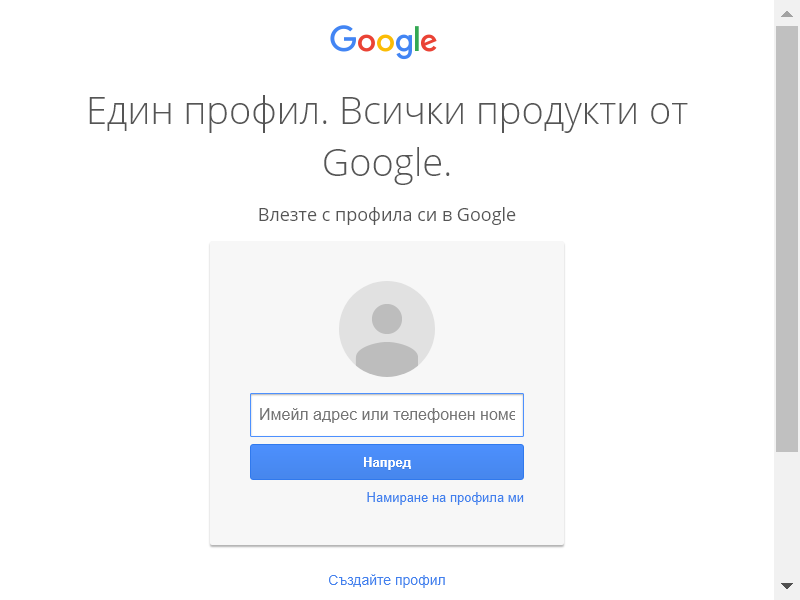 Google
Един профил. Всички продукти от
Google.
Влезте с профила си в Google
Имейл адрес или телефонен номе
Напред
Намиране на профила ми
Създайте профил